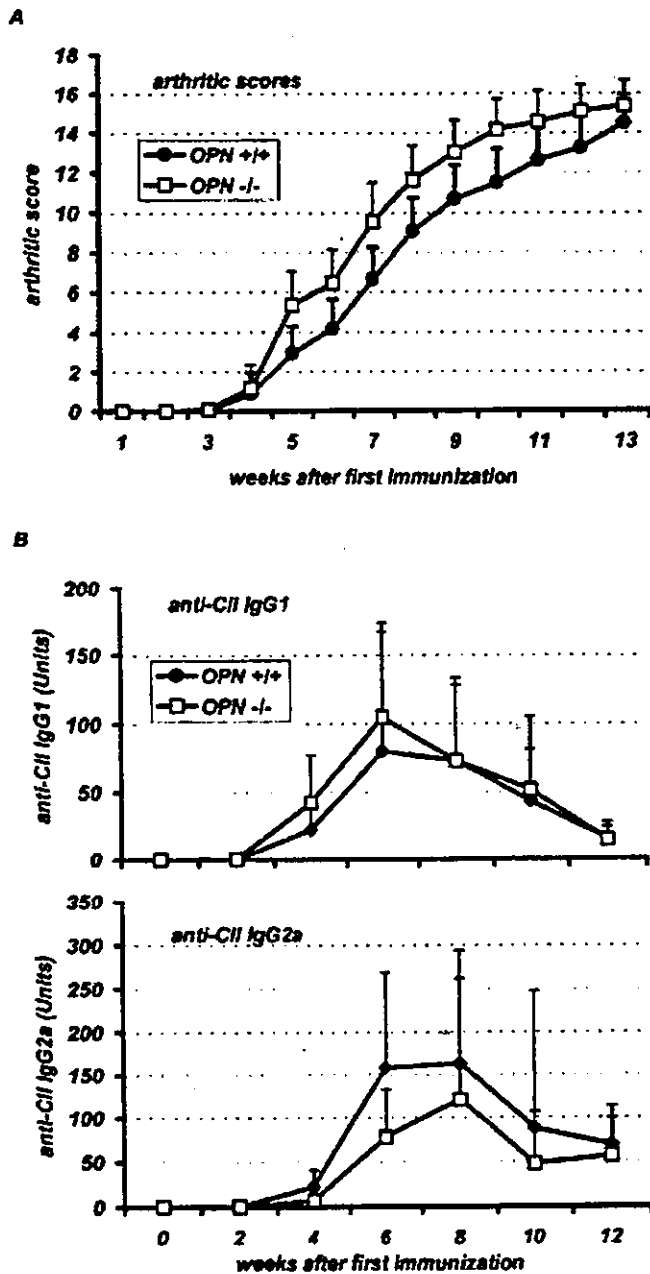 A
arthritic scores
OPN +/+
OPN -/-
arthritic score
18
16
14
12
10
8
6
4
2
0
1 3 5 7 9 11 13
weeks after first immunization
B
anti-CII IgG1
OPN +/+
OPN -/-
anti-CII IgG1 (Units)
200
150
100
50
0
anti-CII IgG2a
anti-CII IgG2a (Units)
350
300
250
200
150
100
50
0
0 2 4 6 8 10 12
weeks after first immunization